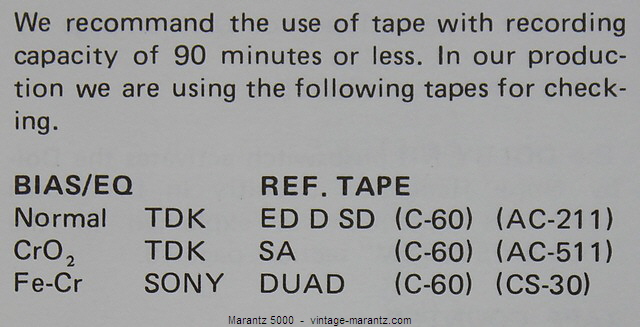 We recommand the use of tape with recording
capacity of 90 minutes or less. In our produc-
tion we are using the following tapes for check-
ing.
BIAS/EQ REF. TAPE
Normal TDK ED D SD (C-60) (AC-211)
CrO₂ TDK SA (C-60) (AC-511)
Fe-Cr SONY DUAD (C-60) (CS-30)
Marantz 5000 - vintage-marantz.com